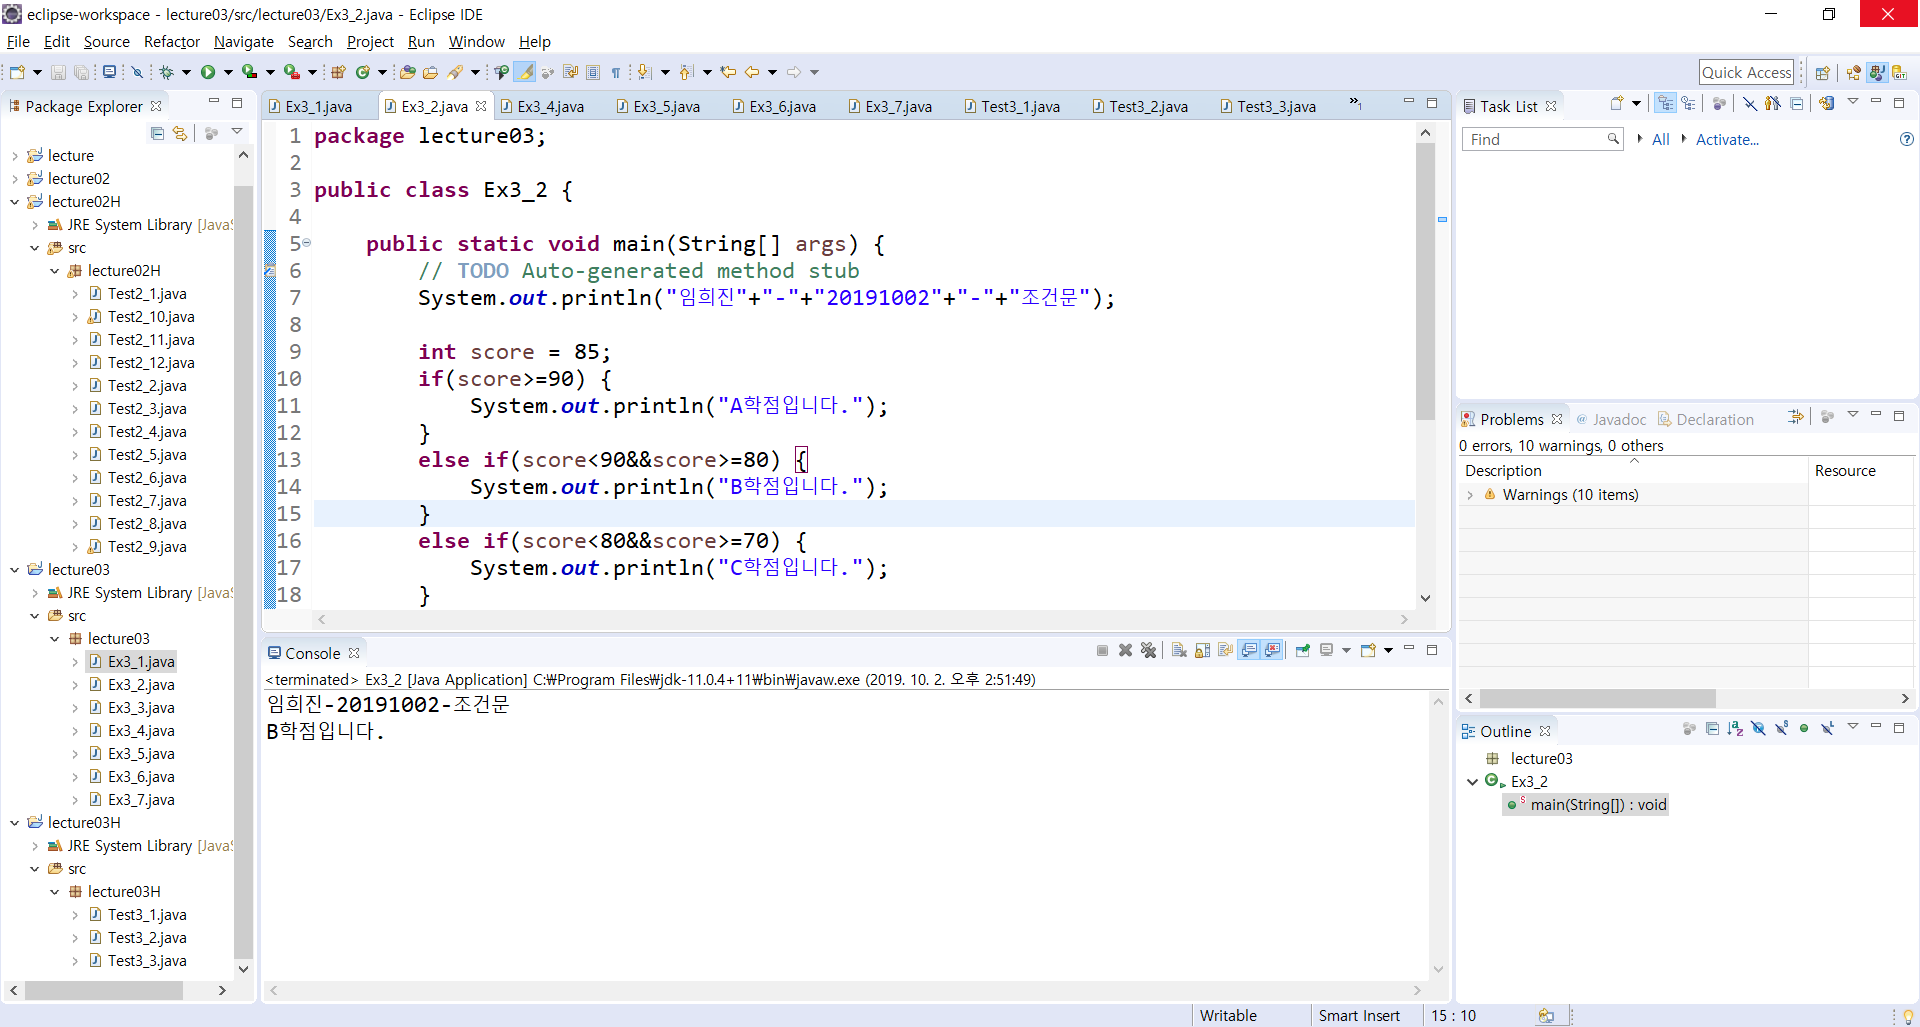 eclipse-workspace - lecture03/src/lecture03/Ex3_2.java - Eclipse IDE
File Edit Source Refactor Navigate Search Project Run Window Help
Quick Access
Package Explorer
lecture
lecture02
lecture02H
JRE System Library [JavaS
src
lecture02H
Test2_1.java
Test2_10.java
Test2_11.java
Test2_12.java
Test2_2.java
Test2_3.java
Test2_4.java
Test2_5.java
Test2_6.java
Test2_7.java
Test2_8.java
Test2_9.java
lecture03
JRE System Library [JavaS
src
lecture03
Ex3_1.java
Ex3_2.java
Ex3_3.java
Ex3_4.java
Ex3_5.java
Ex3_6.java
Ex3_7.java
lecture03H
JRE System Library [JavaS
src
lecture03H
Test3_1.java
Test3_2.java
Test3_3.java
Ex3_1.java Ex3_2.java Ex3_4.java Ex3_5.java Ex3_6.java Ex3_7.java Test3_1.java Test3_2.java Test3_3.java »1
1 package lecture03;
2
3 public class Ex3_2 {
4
5 public static void main(String[] args) {
6 // TODO Auto-generated method stub
7 System.out.println("임희진"+"-"+"20191002"+"-"+"조건문");
8
9 int score = 85;
10 if(score>=90) {
11 System.out.println("A학점입니다.");
12 }
13 else if(score<90&&score>=80) {
14 System.out.println("B학점입니다.");
15 }
16 else if(score<80&&score>=70) {
17 System.out.println("C학점입니다.");
18 }
Console
<terminated> Ex3_2 [Java Application] C:₩Program Files₩jdk-11.0.4+11₩bin₩javaw.exe (2019. 10. 2. 오후 2:51:49)
임희진-20191002-조건문
B학점입니다.
Task List
Find All Activate...
Problems @ Javadoc Declaration
0 errors, 10 warnings, 0 others
Description Resource
Warnings (10 items)
Outline
lecture03
Ex3_2
main(String[]) : void
Writable Smart Insert 15 : 10